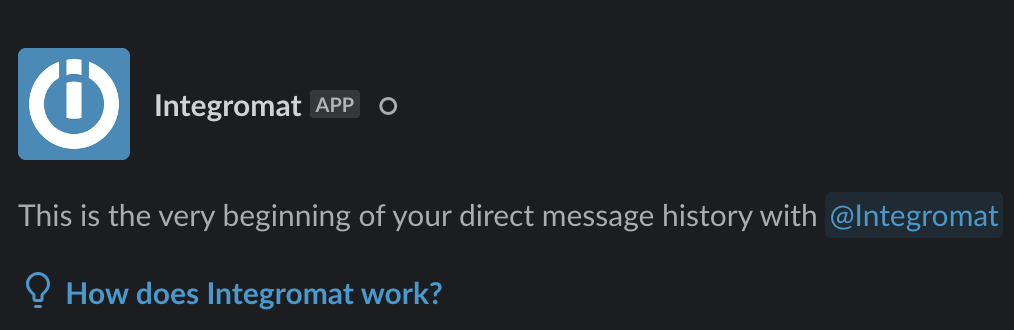 Integromat APP
This is the very beginning of your direct message history with @Integromat
How does Integromat work?